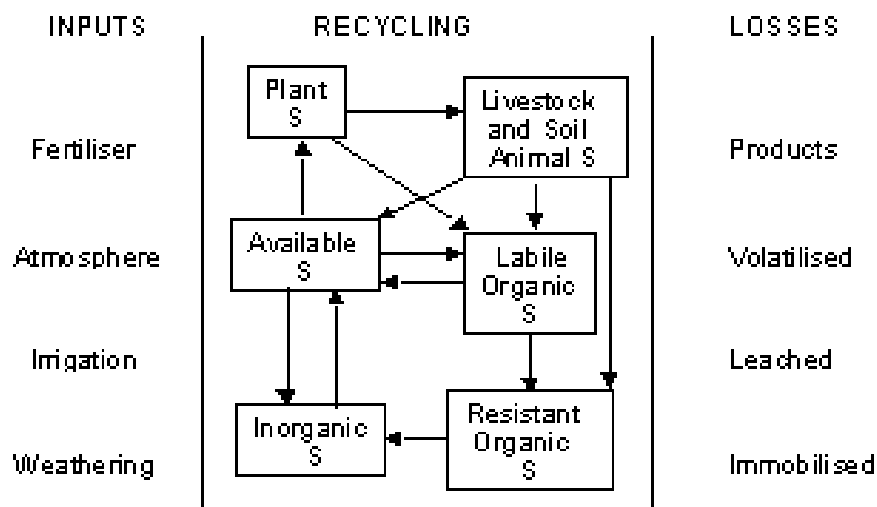 INPUTS
RECYCLING
LOSSES
Plant
S
Livestock
and Soil
Animal S
Fertiliser
Products
Available
S
Labile
Organic
S
Atmosphere
Volatilised
Irrigation
Leached
Inorganic
S
Resistant
Organic
S
Weathering
Immobilised